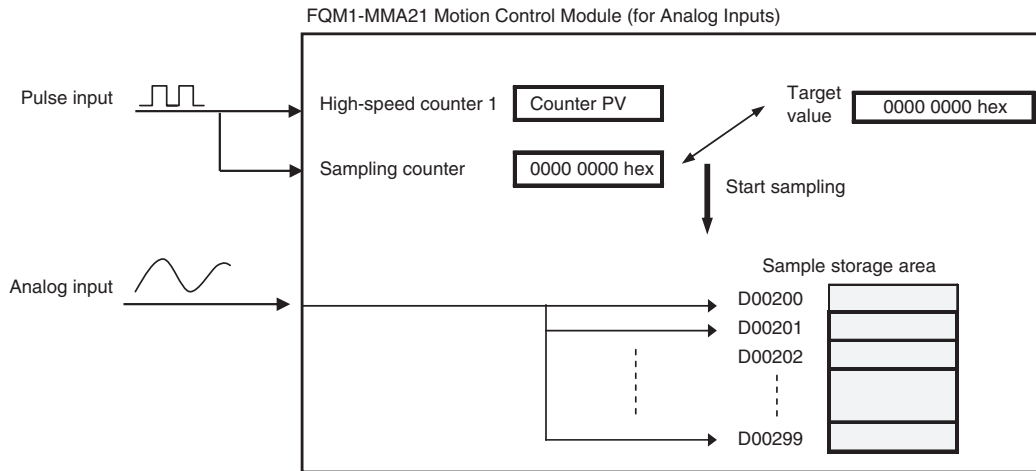 FQM1-MMA21 Motion Control Module (for Analog Inputs)
Pulse input
High-speed counter 1
Counter PV
Target
value
0000 0000 hex
Sampling counter
0000 0000 hex
Start sampling
Analog input
Sample storage area
D00200
D00201
D00202
D00299